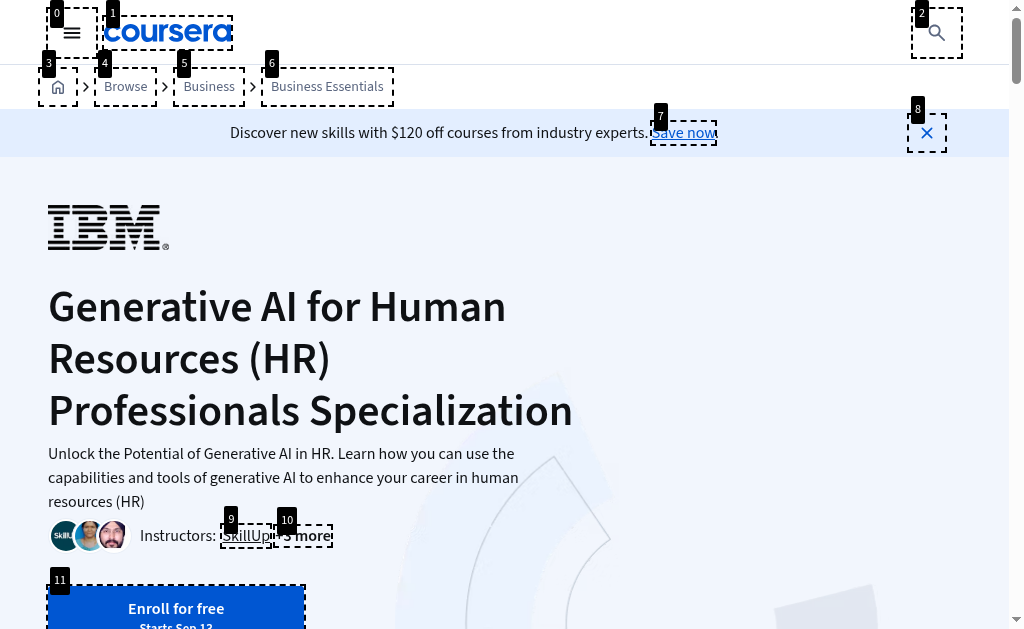 coursera
Browse
Business
Business Essentials
Discover new skills with $120 off courses from industry experts. Save now.
IBM®
Generative AI for Human
Resources (HR)
Professionals Specialization
Unlock the Potential of Generative AI in HR. Learn how you can use the
capabilities and tools of generative AI to enhance your career in human
resources (HR)
Instructors: SkillUp +3 more
Enroll for free
Starts Sep 13
0
1
2
3
4
5
6
7
8
9
10
11